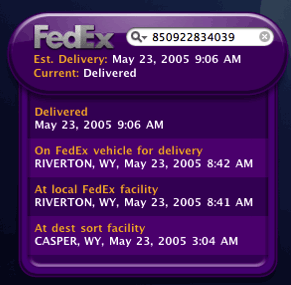 FedEx
850922834039
Est. Delivery: May 23, 2005 9:06 AM
Current: Delivered
Delivered
May 23, 2005 9:06 AM
On FedEx vehicle for delivery
RIVERTON, WY, May 23, 2005 8:42 AM
At local FedEx facility
RIVERTON, WY, May 23, 2005 8:41 AM
At dest sort facility
CASPER, WY, May 23, 2005 3:04 AM